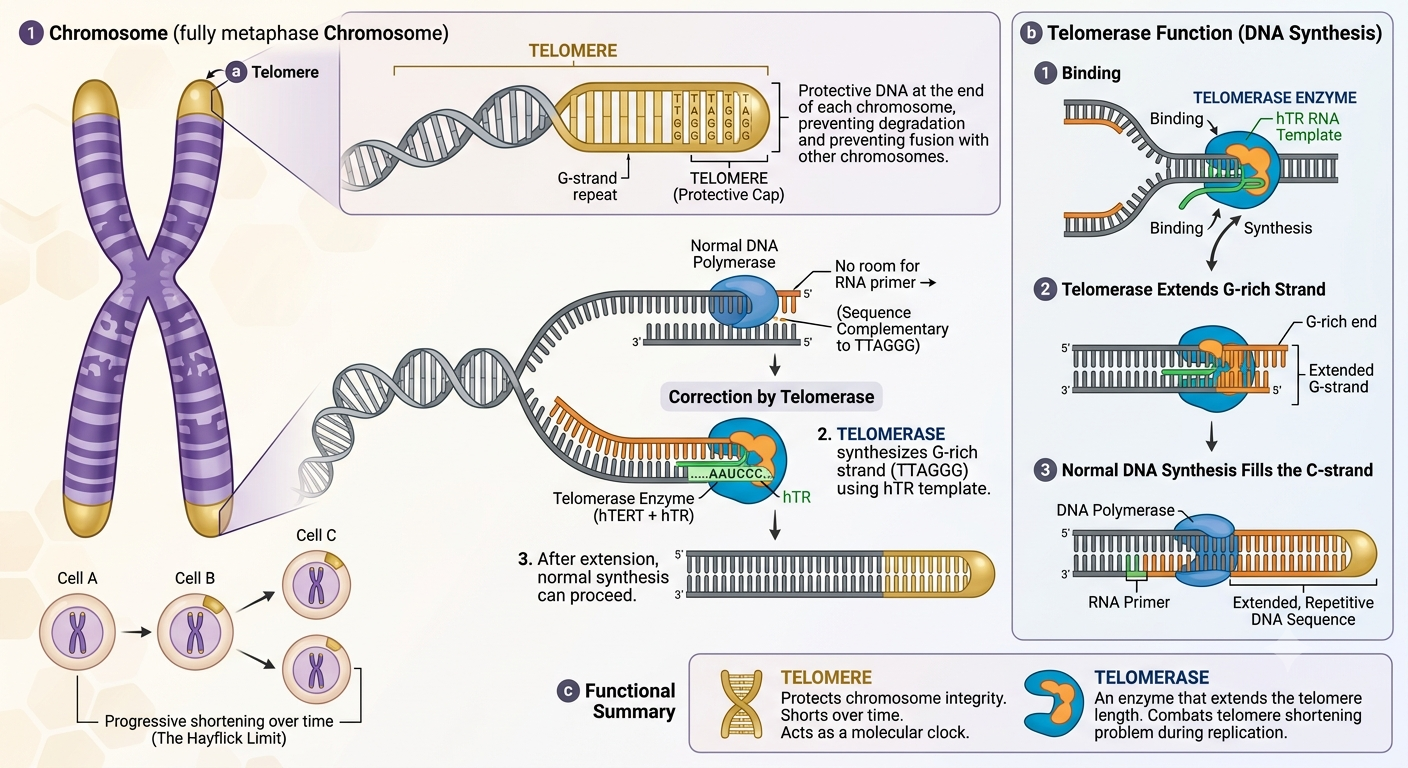 1 Chromosome (fully metaphase Chromosome)
a Telomere
TELOMERE
T T T T T
T A A G A
G G G G G
G G G G G
Protective DNA at the end
of each chromosome,
preventing degradation
and preventing fusion with
other chromosomes.
G-strand
repeat
TELOMERE
(Protective Cap)
Normal DNA
Polymerase
No room for
RNA primer
5'
(Sequence
Complementary
to TTAGGG)
3'
5'
Correction by Telomerase
2. TELOMERASE
synthesizes G-rich
strand (TTAGGG)
using hTR template.
.....AAUCCC..
Telomerase Enzyme
(hTERT + hTR)
hTR
3. After extension,
normal synthesis
can proceed.
5'
3'
Cell A
Cell B
Cell C
Progressive shortening over time
(The Hayflick Limit)
b Telomerase Function (DNA Synthesis)
1 Binding
TELOMERASE ENZYME
Binding
hTR RNA
Template
Binding
Synthesis
2 Telomerase Extends G-rich Strand
G-rich end
5'
3'
5'
Extended
G-strand
3 Normal DNA Synthesis Fills the C-strand
DNA Polymerase
5'
3'
RNA Primer
Extended, Repetitive
DNA Sequence
c Functional
Summary
TELOMERE
Protects chromosome integrity.
Shorts over time.
Acts as a molecular clock.
TELOMERASE
An enzyme that extends the telomere
length. Combats telomere shortening
problem during replication.